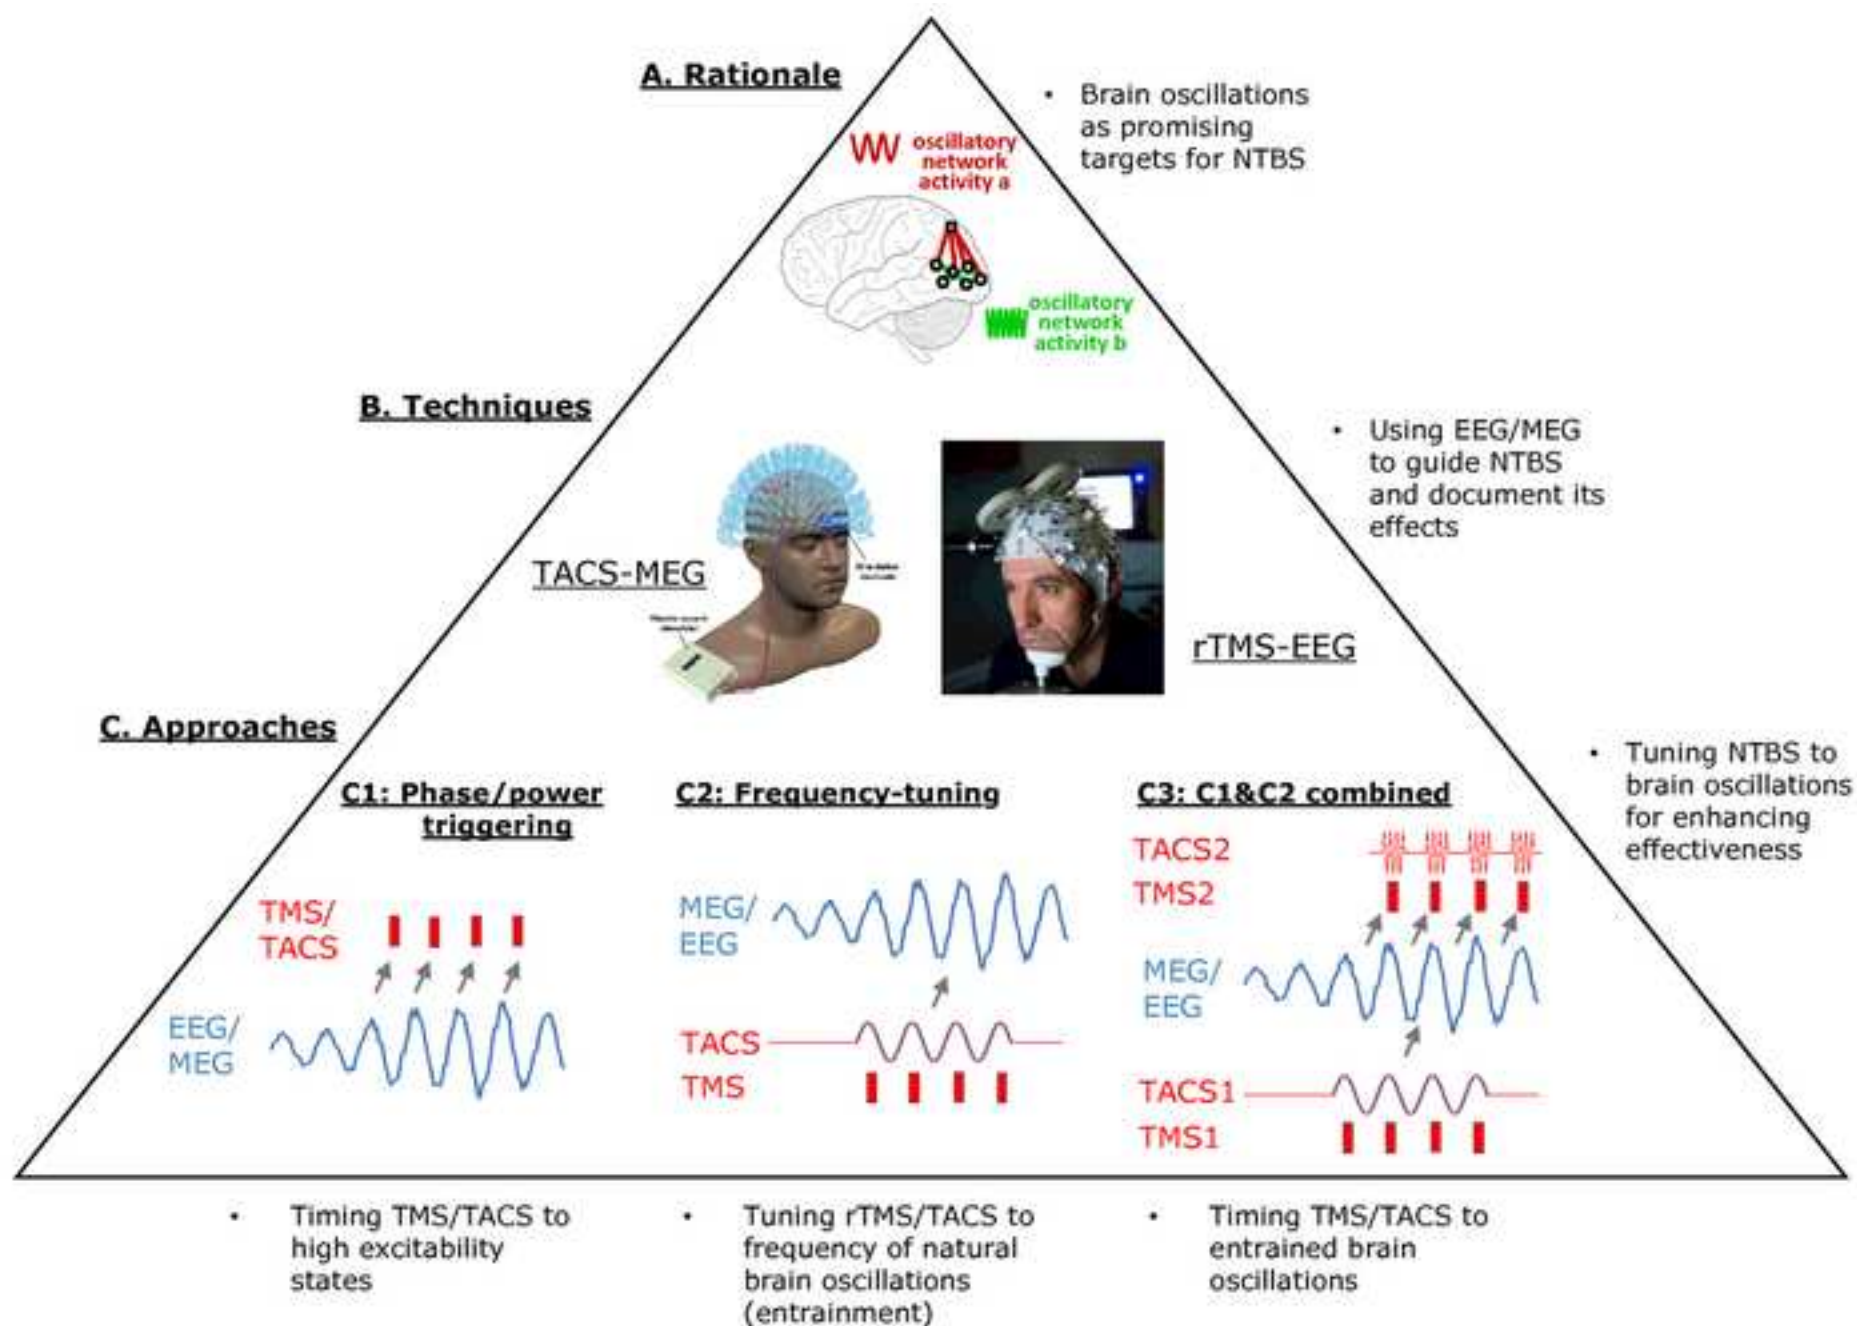 A. Rationale
• Brain oscillations
as promising
targets for NTBS
oscillatory
network
activity a
oscillatory
network
activity b
B. Techniques
• Using EEG/MEG
to guide NTBS
and document its
effects
TACS-MEG
rTMS-EEG
C. Approaches
• Tuning NTBS to
brain oscillations
for enhancing
effectiveness
C1: Phase/power
triggering
TMS/
TACS
EEG/
MEG
C2: Frequency-tuning
MEG/
EEG
TACS
TMS
C3: C1&C2 combined
TACS2
TMS2
MEG/
EEG
TACS1
TMS1
• Timing TMS/TACS to
high excitability
states
• Tuning rTMS/TACS to
frequency of natural
brain oscillations
(entrainment)
• Timing TMS/TACS to
entrained brain
oscillations